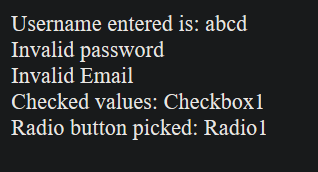 Username entered is: abcd
Invalid password
Invalid Email
Checked values: Checkbox1
Radio button picked: Radio1